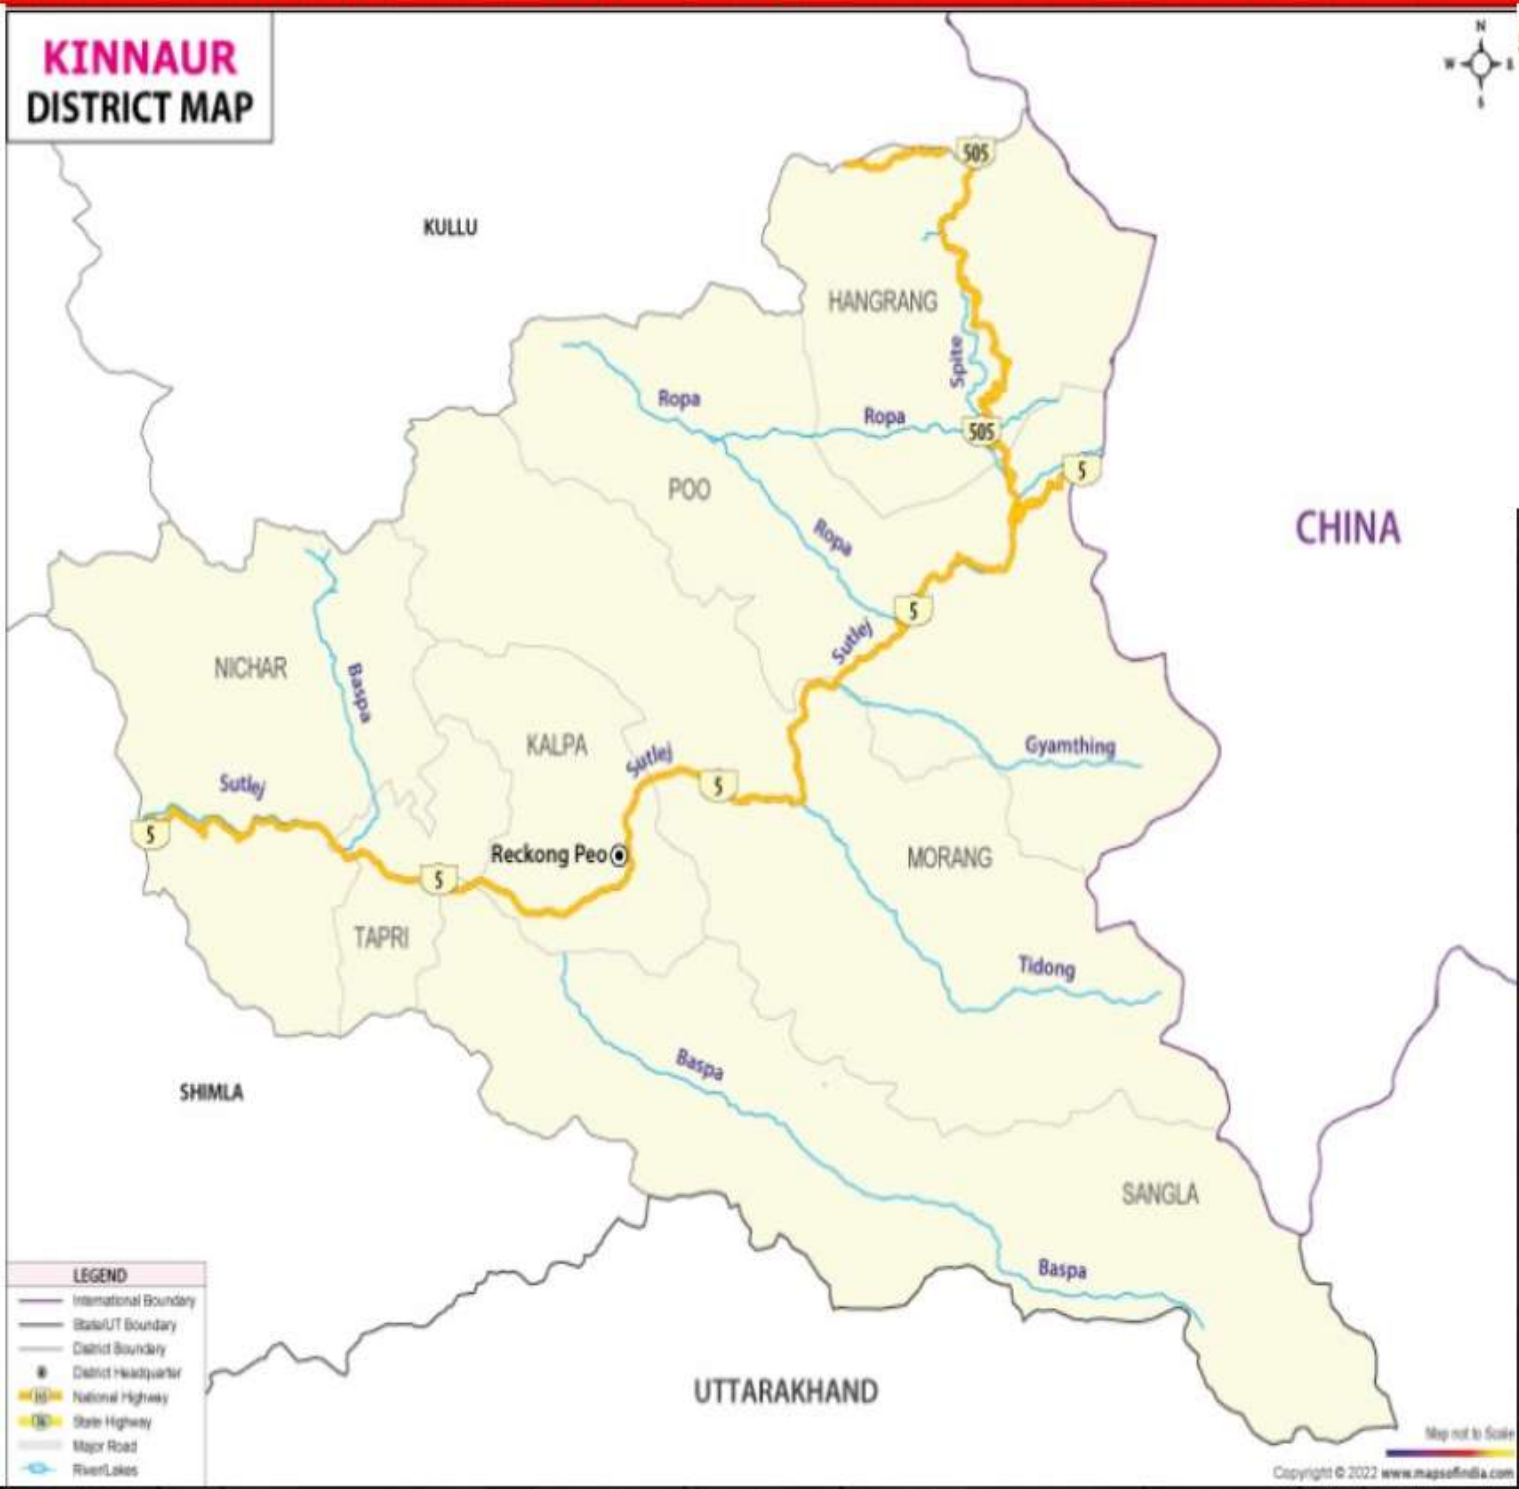 KINNAUR
DISTRICT MAP
N
W
S
505
KULLU
HANGRANG
Spite
Ropa
Ropa
505
5
POO
CHINA
Ropa
5
Sutlej
NICHAR
Baspa
KALPA
Sutlej
Gyamthing
5
Sutlej
5
Reckong Peo
MORANG
5
TAPRI
Tidong
Baspa
SHIMLA
SANGLA
Baspa
LEGEND
International Boundary
State/UT Boundary
District Boundary
District Headquarter
National Highway
State Highway
Major Road
River/Lakes
UTTARAKHAND
Map not to Scale
Copyright © 2022 www.mapsofindia.com